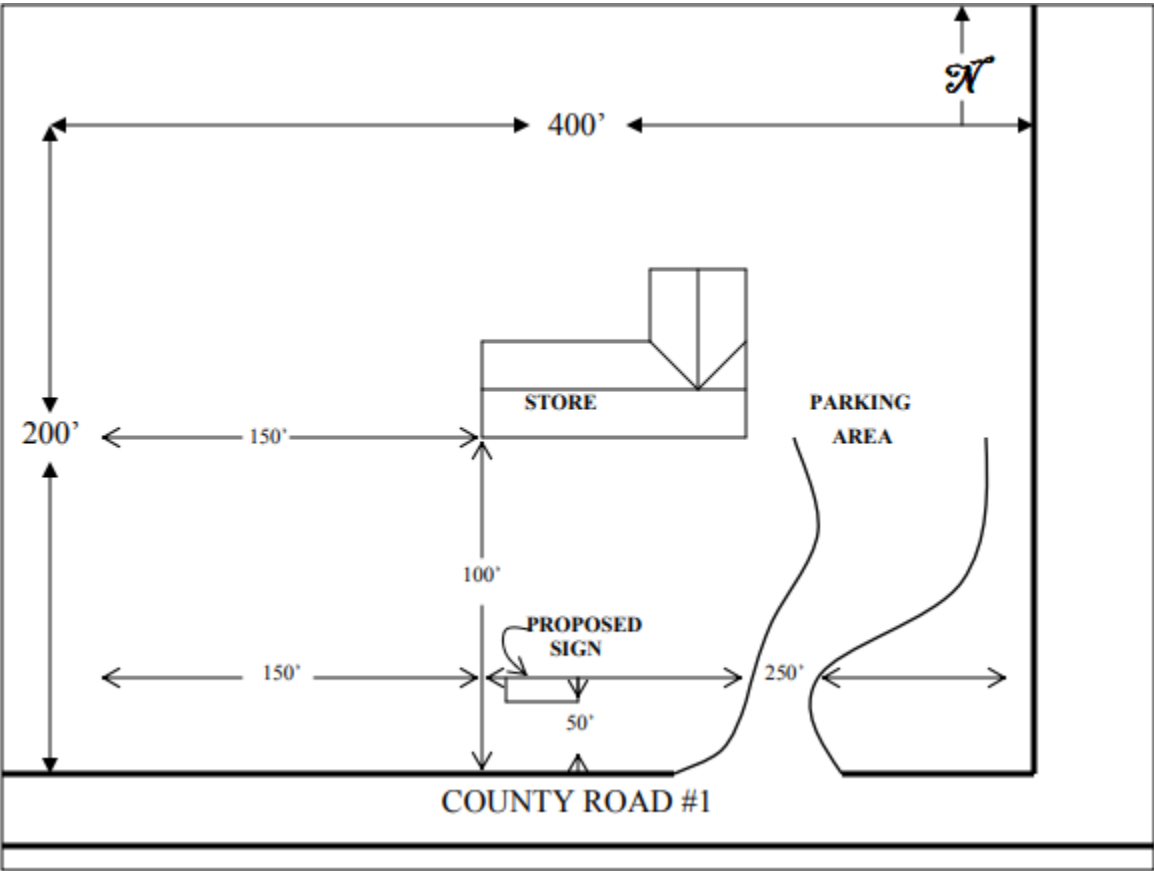 N
400’
STORE
PARKING
AREA
200’
150’
100’
PROPOSED
SIGN
150’
250’
50’
COUNTY ROAD #1